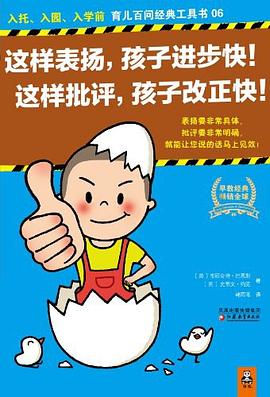 入托、入园、入学前 育儿百问经典工具书 06
这样表扬，孩子进步快！
这样批评，孩子改正快！
表扬要非常具体，
批评要非常明确，
就能让您说的话马上见效！
早教经典
畅销全球